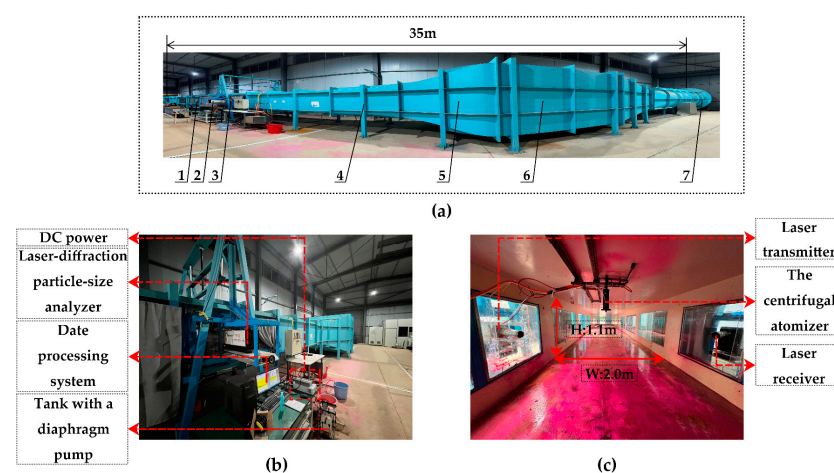 35m
1 2 3 4 5 6 7
(a)
DC power
Laser-diffraction
particle-size
analyzer
Date
processing
system
Tank with a
diaphragm
pump
(b)
H:1.1m
W:2.0m
(c)
Laser
transmitter
The
centrifugal
atomizer
Laser
receiver